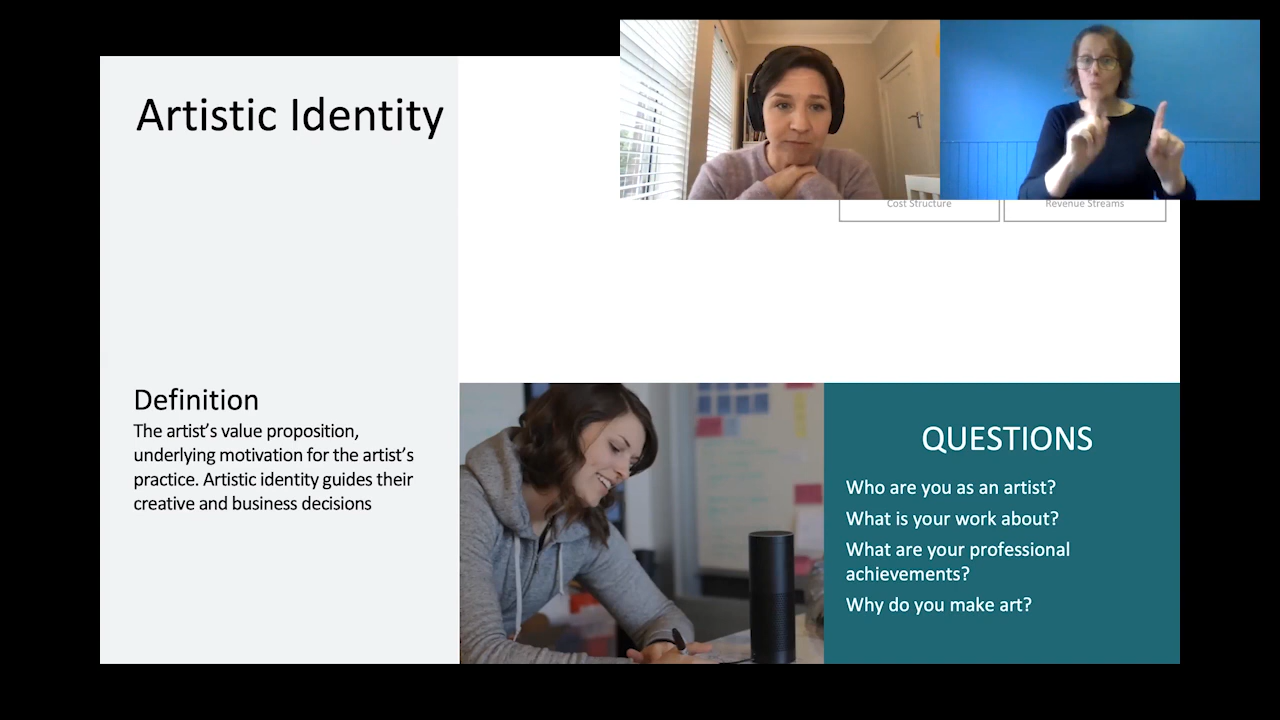 Artistic Identity
Cost Structure
Revenue Streams
Definition
The artist's value proposition,
underlying motivation for the artist's
practice. Artistic identity guides their
creative and business decisions
QUESTIONS
Who are you as an artist?
What is your work about?
What are your professional
achievements?
Why do you make art?